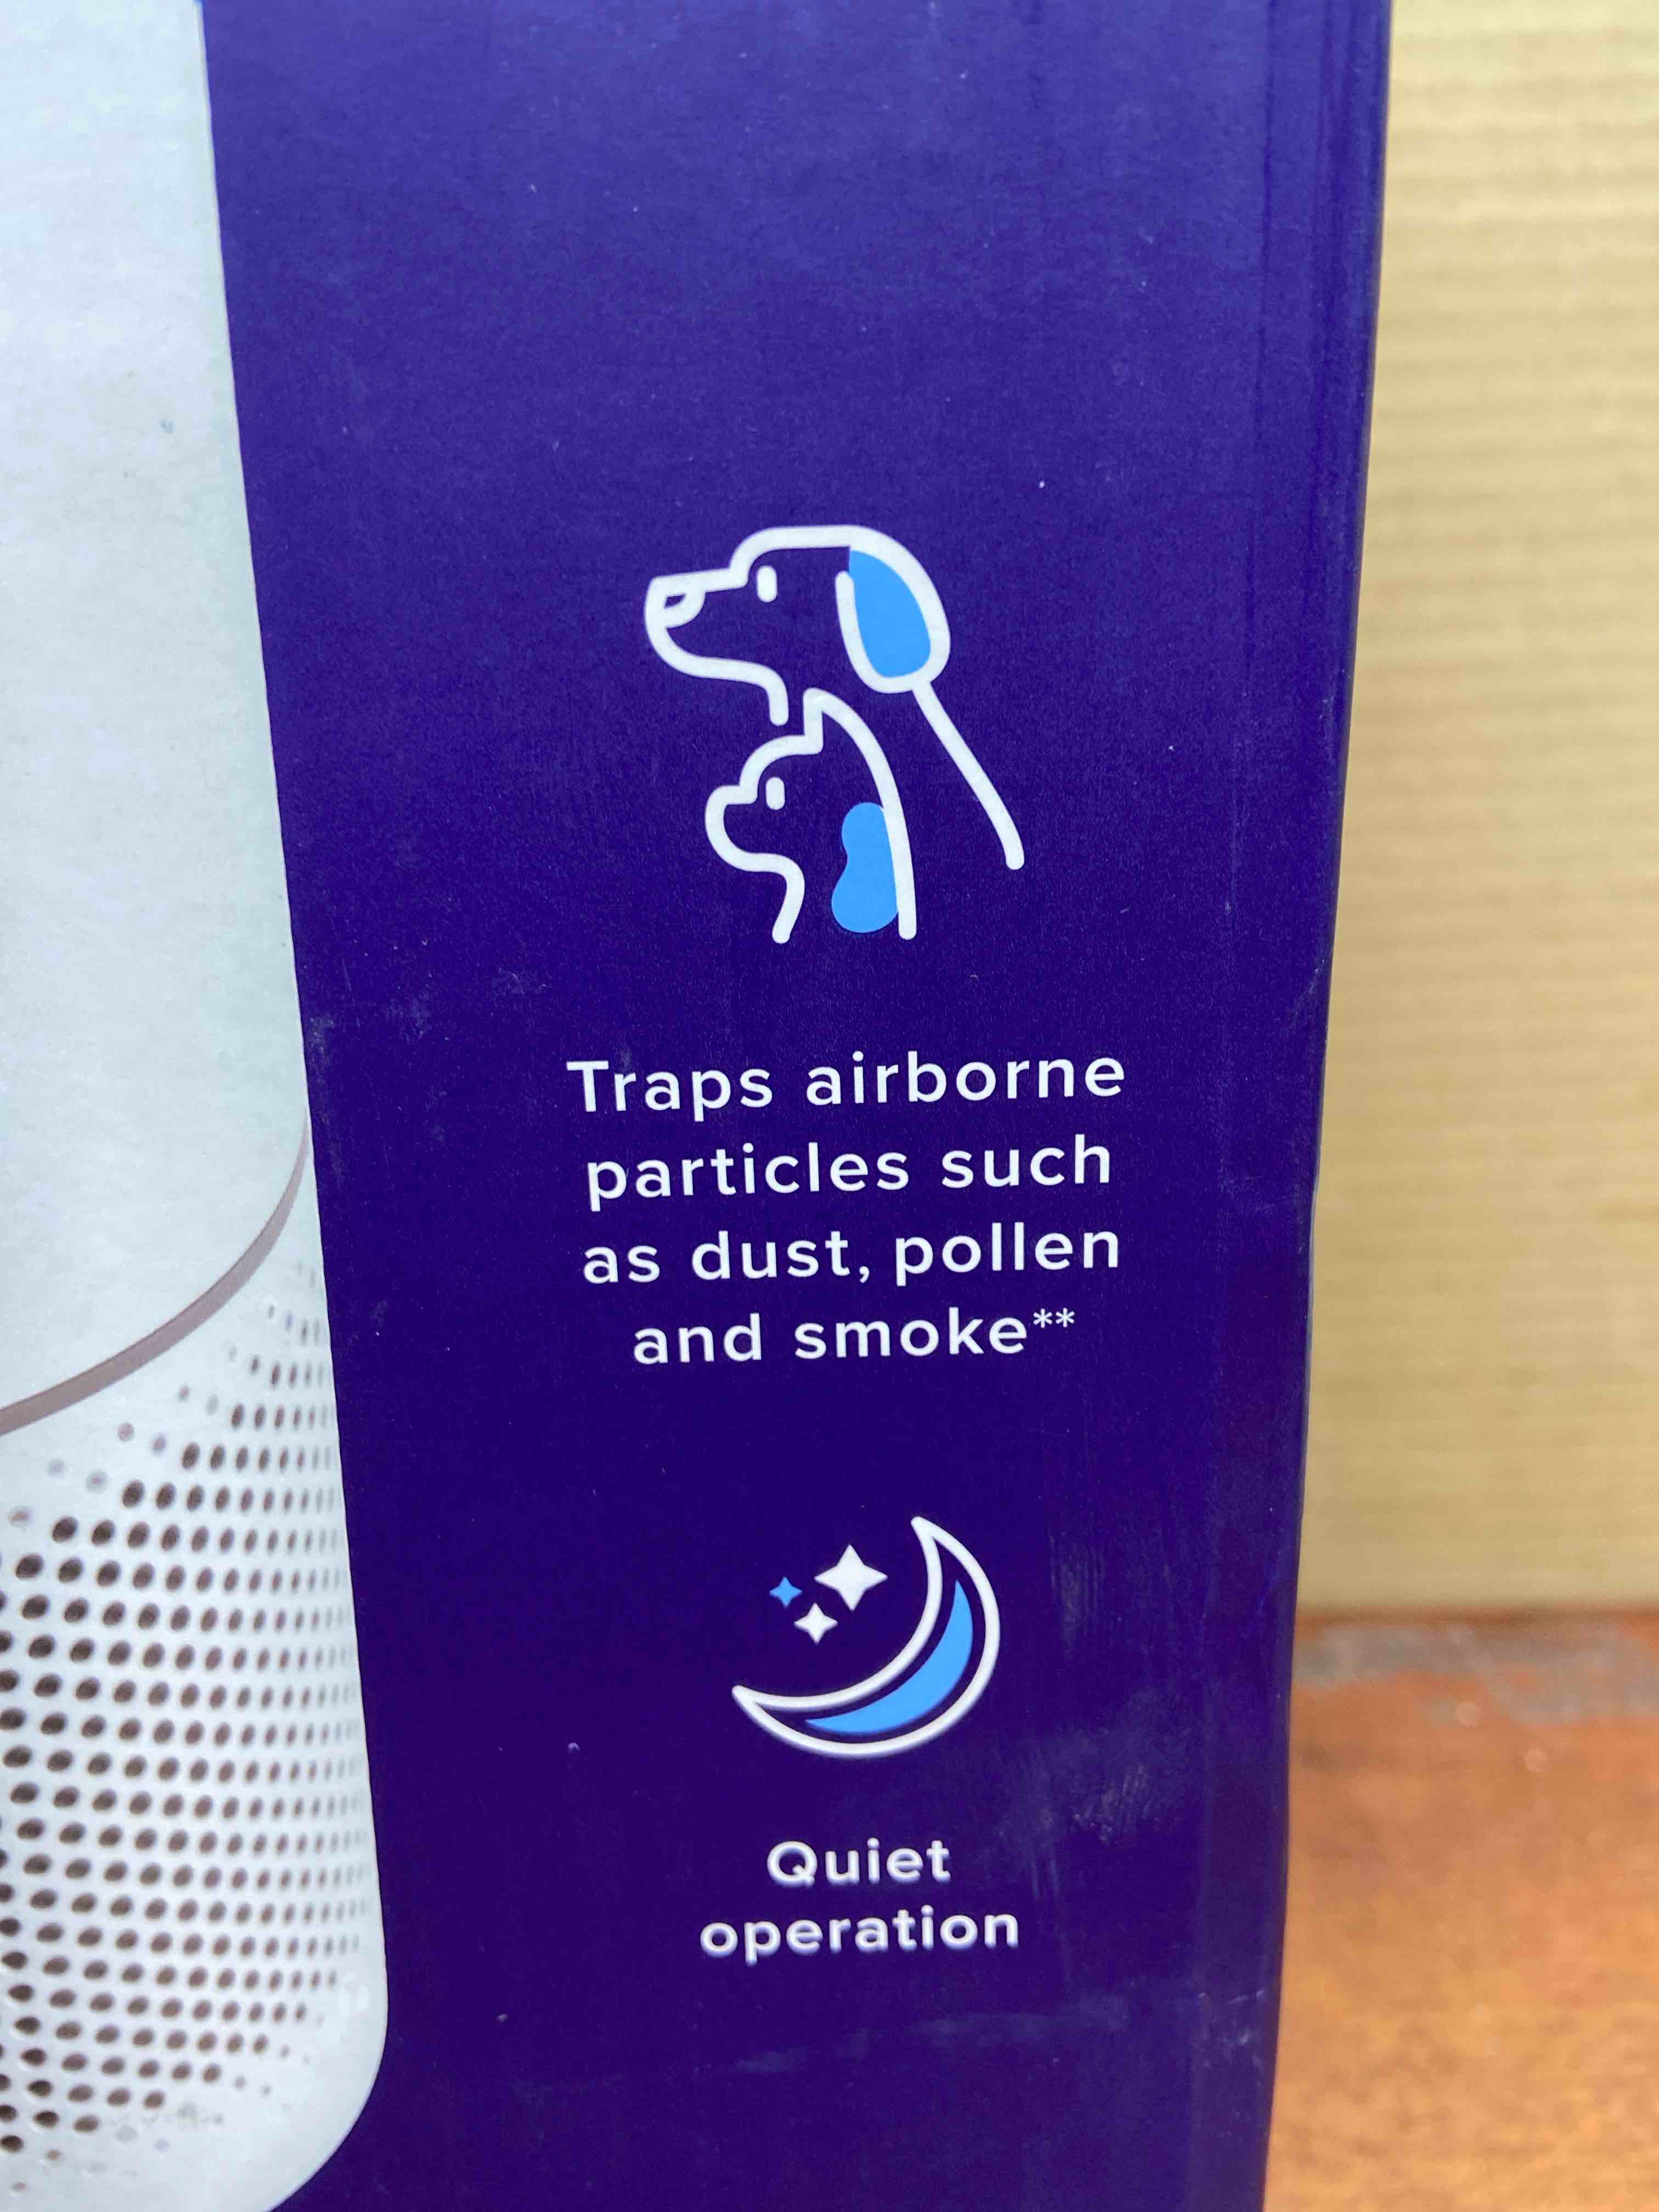 Traps airborne
particles such
as dust, pollen
and smoke**
Quiet
operation